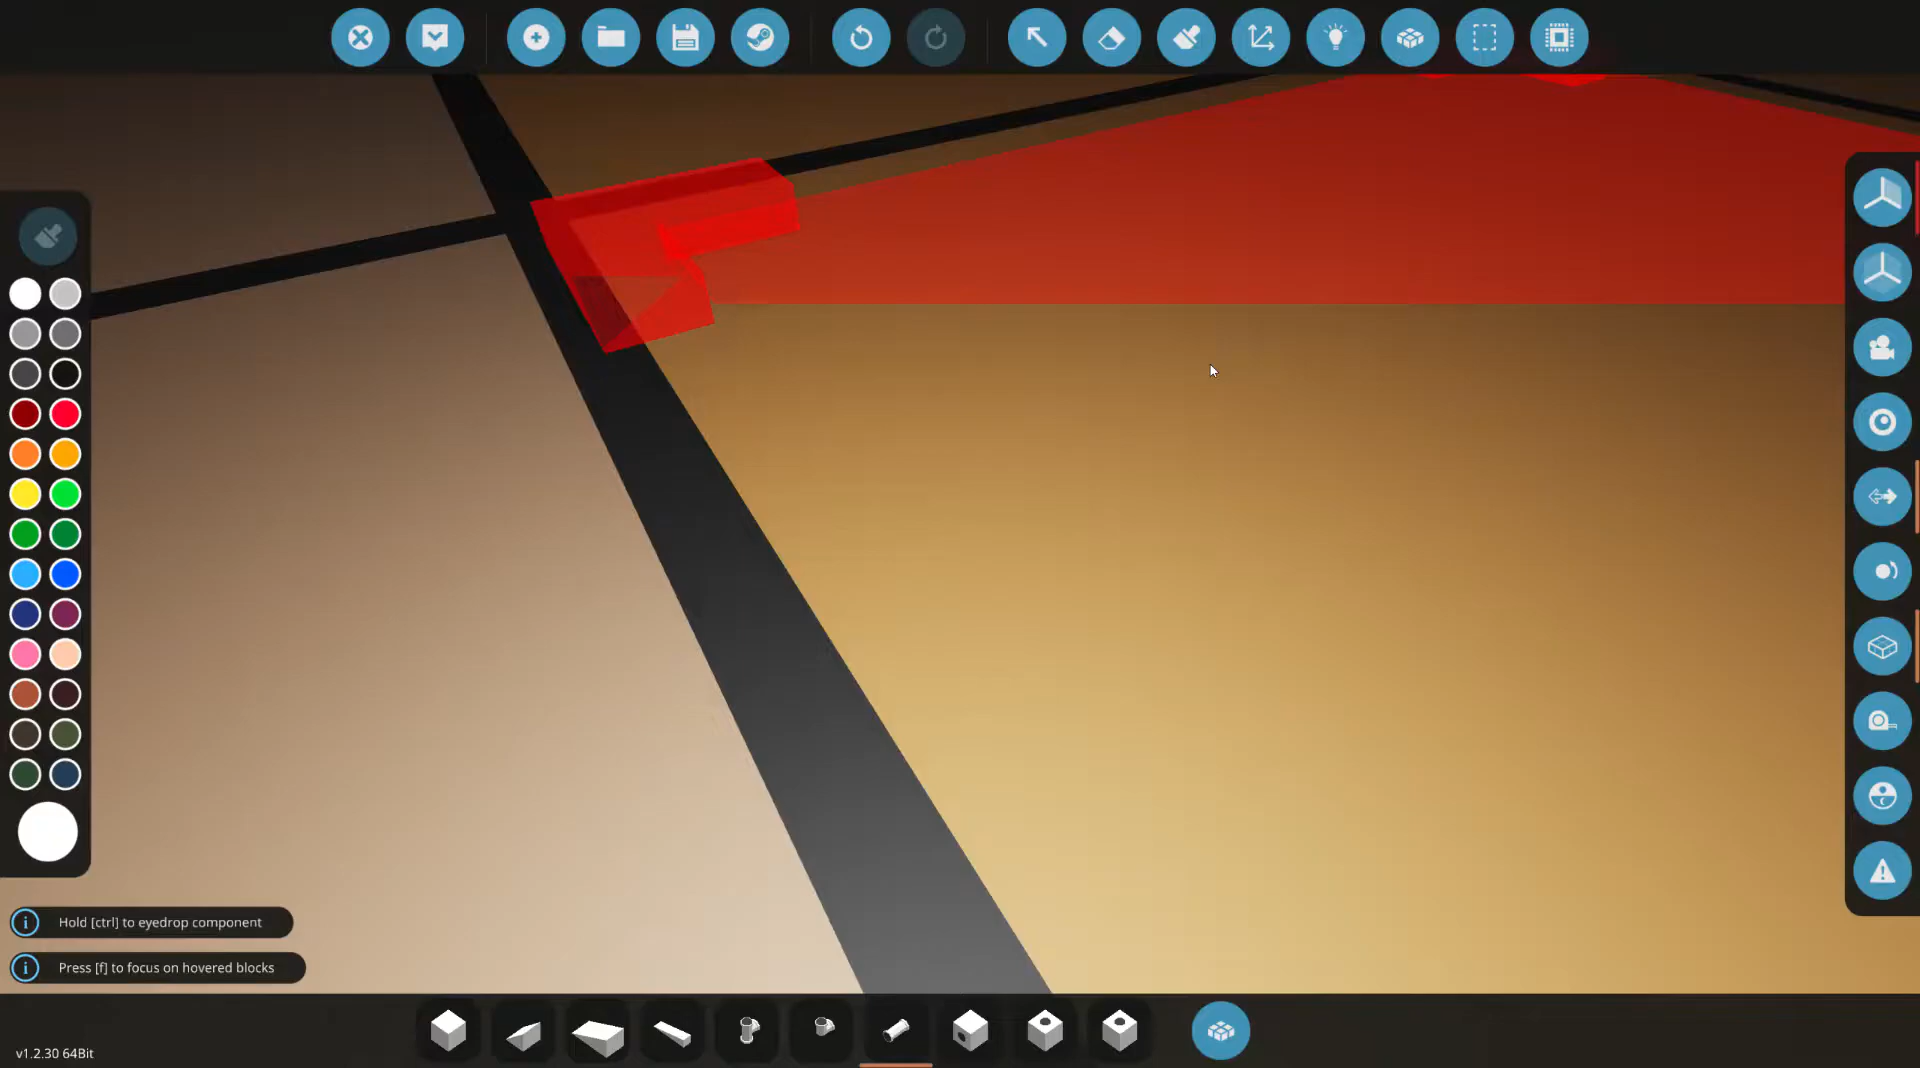 Hold [ctrl] to eyedrop component
Press [f] to focus on hovered blocks
v1.2.30 64Bit